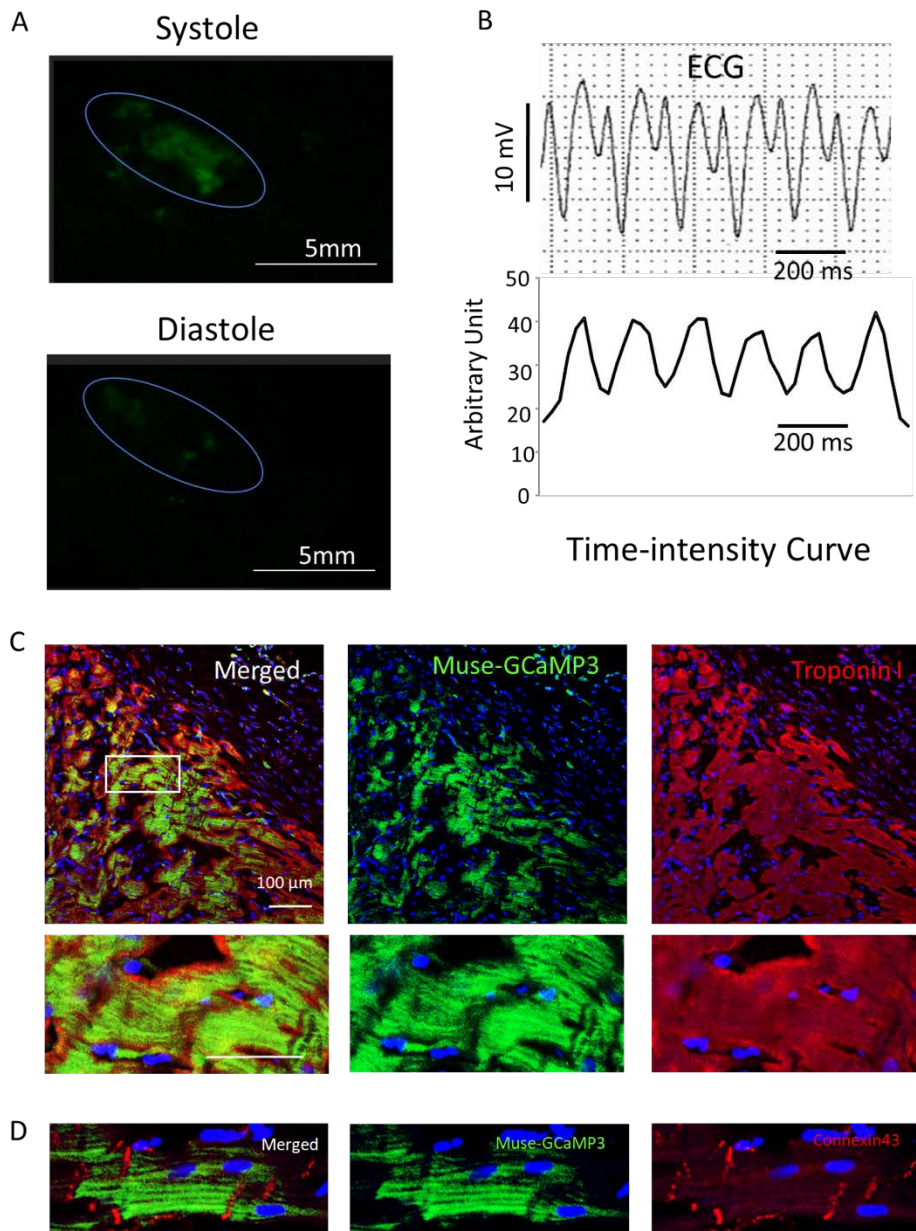 A
Systole
5mm
Diastole
5mm
B
ECG
10 mV
200 ms
50
40
30
20
10
0
Arbitrary Unit
200 ms
Time-intensity Curve
C
Merged
100 µm
Muse-GCaMP3
Troponin I
D
Merged
Muse-GCaMP3
Connexin43